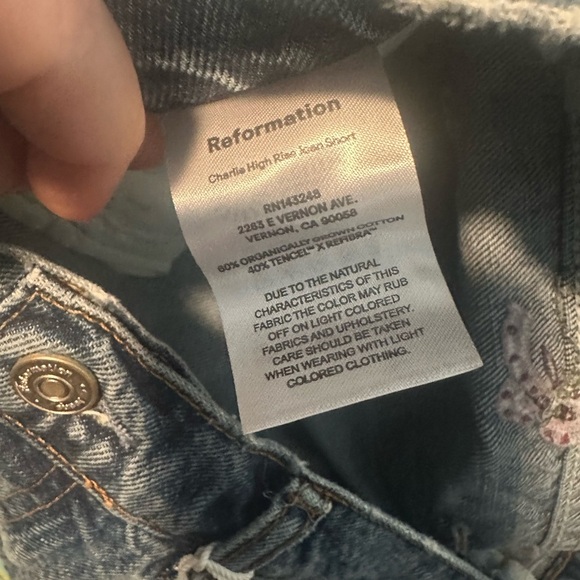 Reformation
Charlie High Rise Jean Short
RN143248
2263 E VERNON AVE.
VERNON, CA 90058
60% ORGANICALLY GROWN COTTON
40% TENCEL™ X REFIBRA™
DUE TO THE NATURAL
CHARACTERISTICS OF THIS
FABRIC THE COLOR MAY RUB
OFF ON LIGHT COLORED
FABRICS AND UPHOLSTERY.
CARE SHOULD BE TAKEN
WHEN WEARING WITH LIGHT
COLORED CLOTHING.
Reformation